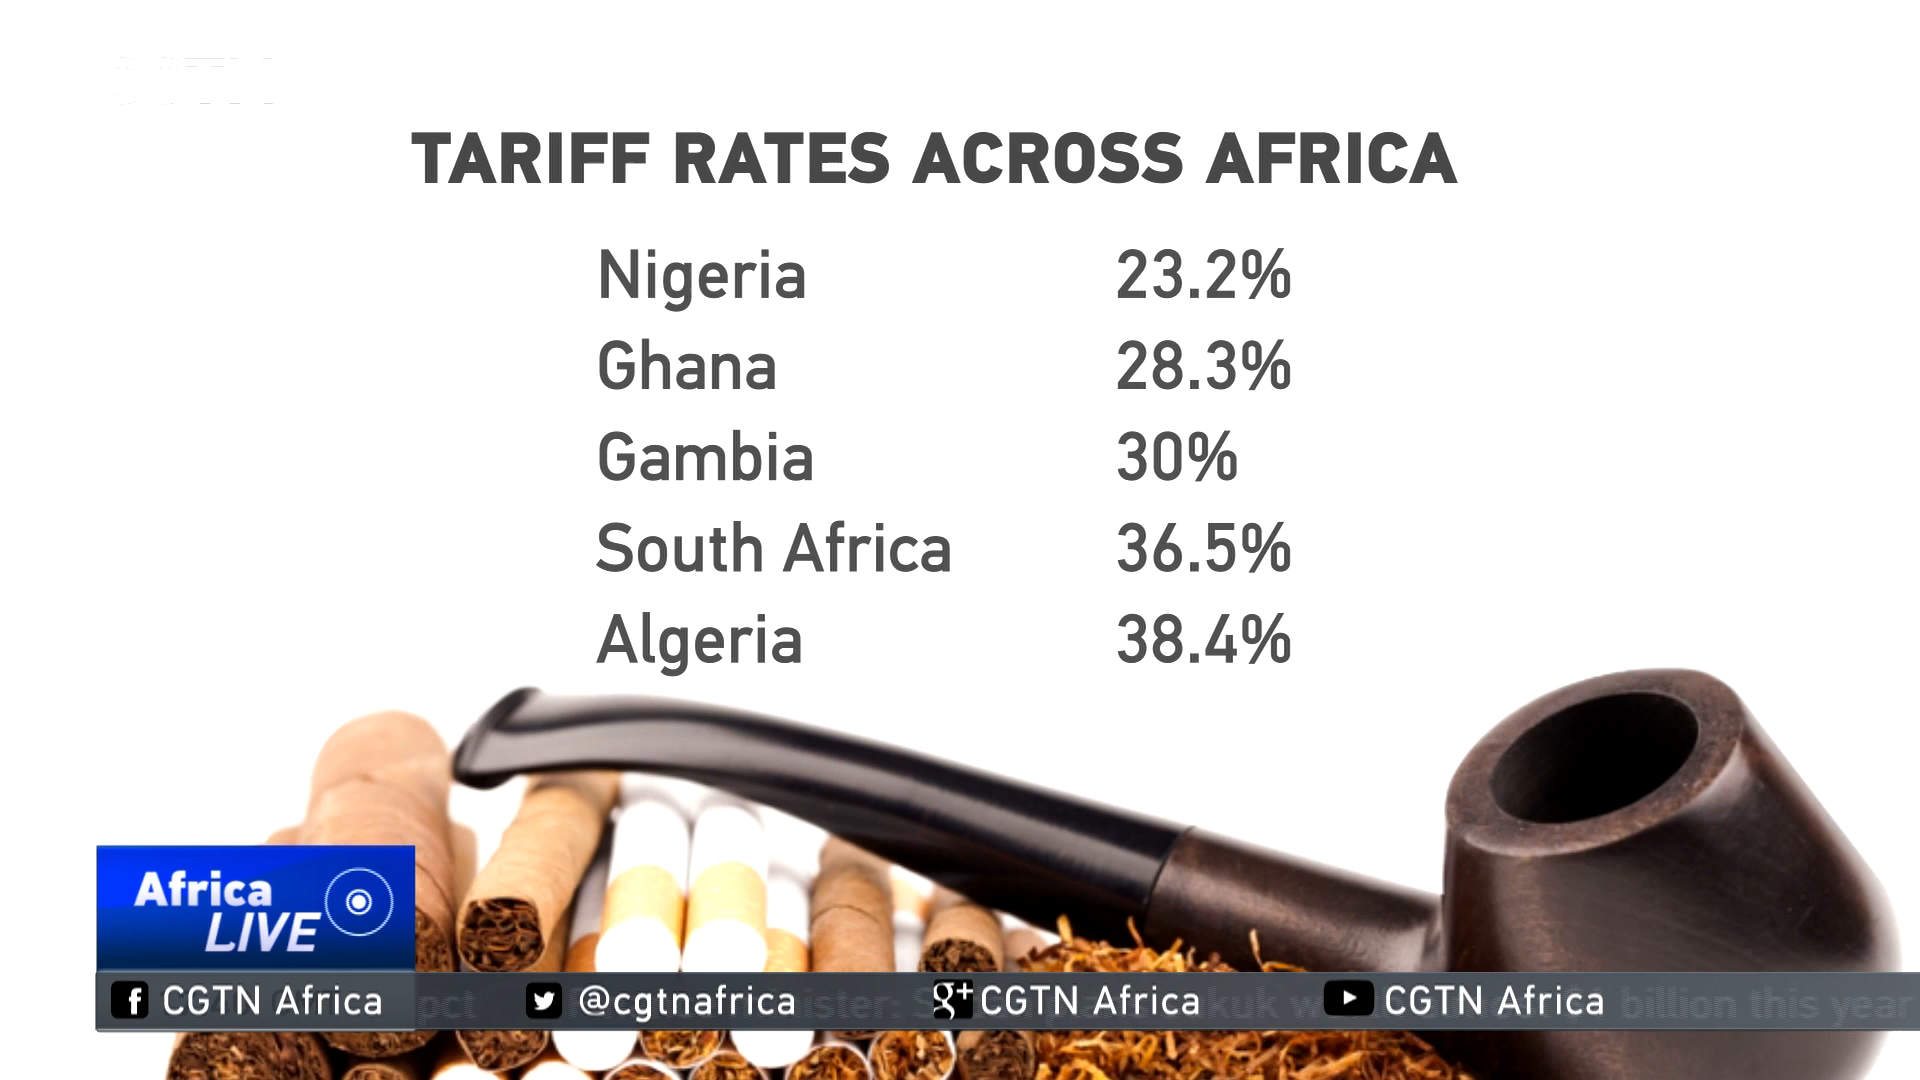 TARIFF RATES ACROSS AFRICA
Nigeria 23.2%
Ghana 28.3%
Gambia 30%
South Africa 36.5%
Algeria 38.4%
Africa
LIVE
CGTN Africa @cgtnafrica g+ CGTN Africa CGTN Africa
pct billion this year